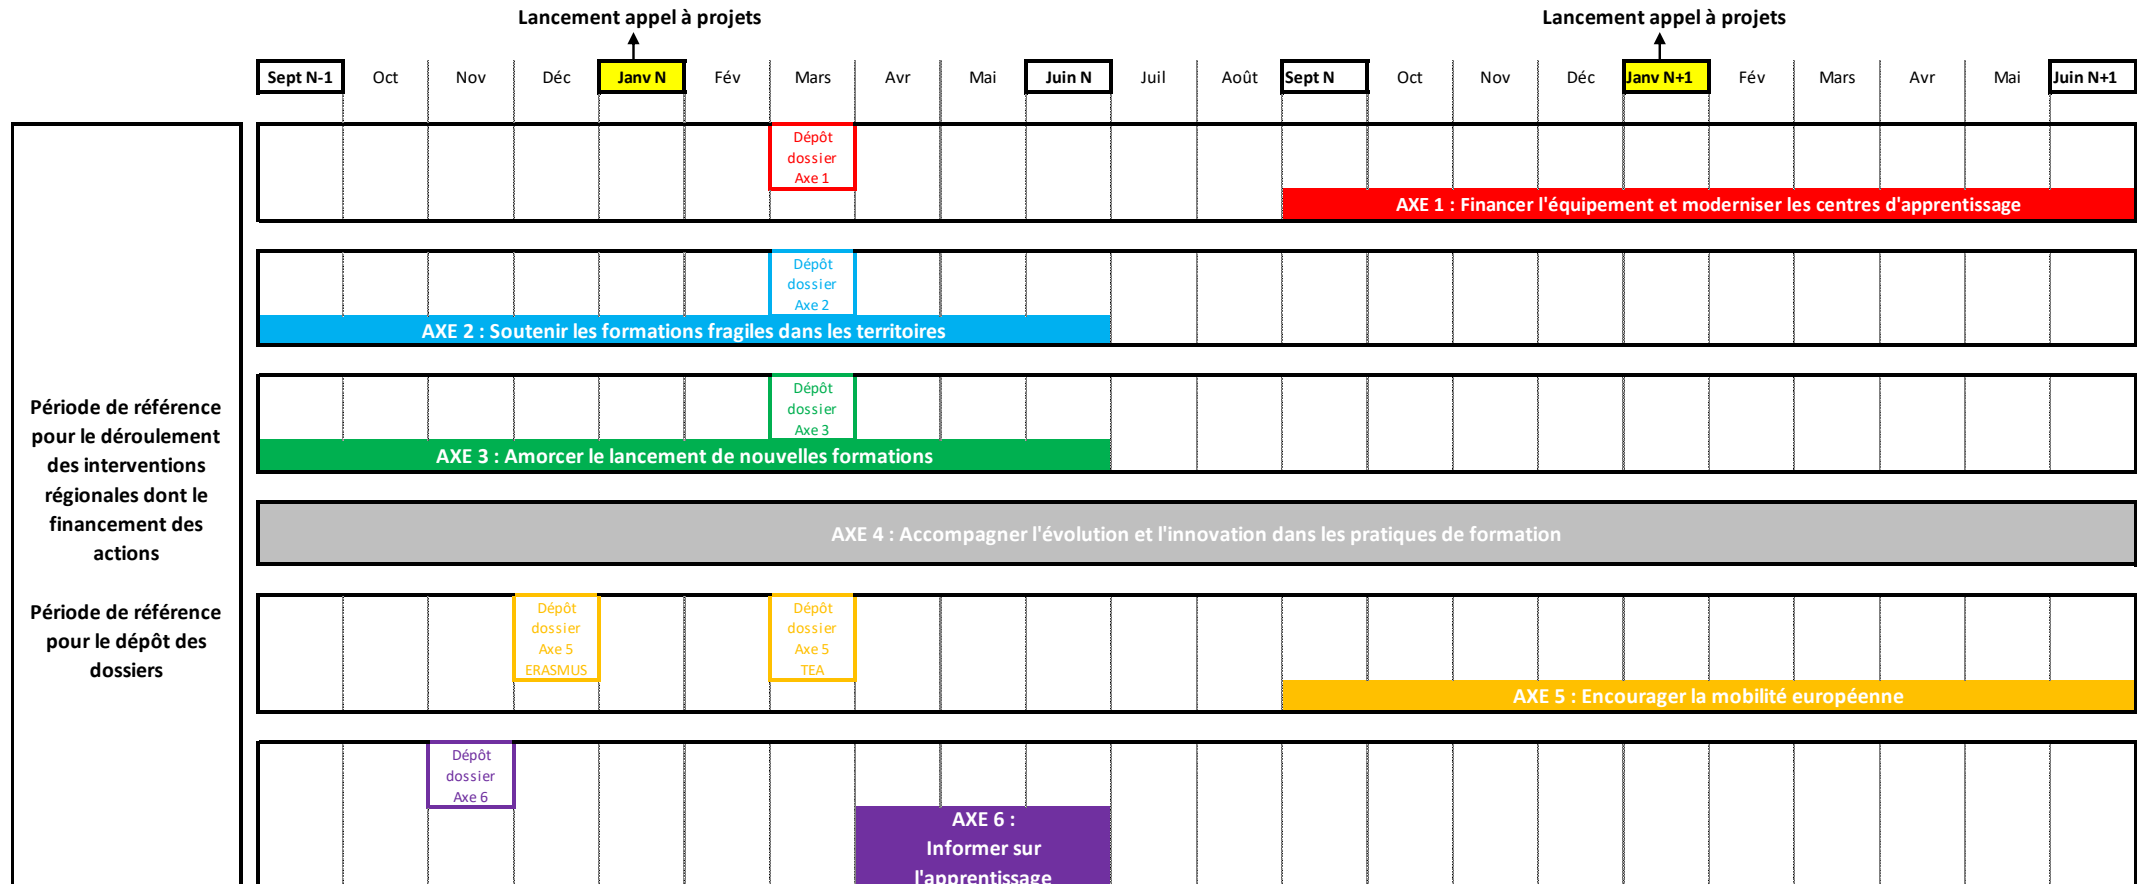 Lancement appel à projets
Lancement appel à projets
Sept N-1 Oct Nov Déc Janv N Fév Mars Avr Mai Juin N Juil Août Sept N Oct Nov Déc Janv N+1 Fév Mars Avr Mai Juin N+1
Période de référence
pour le déroulement
des interventions
régionales dont le
financement des
actions
Période de référence
pour le dépôt des
dossiers
Dépôt
dossier
Axe 1
AXE 1 : Financer l'équipement et moderniser les centres d'apprentissage
Dépôt
dossier
Axe 2
AXE 2 : Soutenir les formations fragiles dans les territoires
Dépôt
dossier
Axe 3
AXE 3 : Amorcer le lancement de nouvelles formations
AXE 4 : Accompagner l'évolution et l'innovation dans les pratiques de formation
Dépôt
dossier
Axe 5
ERASMUS
Dépôt
dossier
Axe 5
TEA
AXE 5 : Encourager la mobilité européenne
Dépôt
dossier
Axe 6
AXE 6 :
Informer sur
l'apprentissage